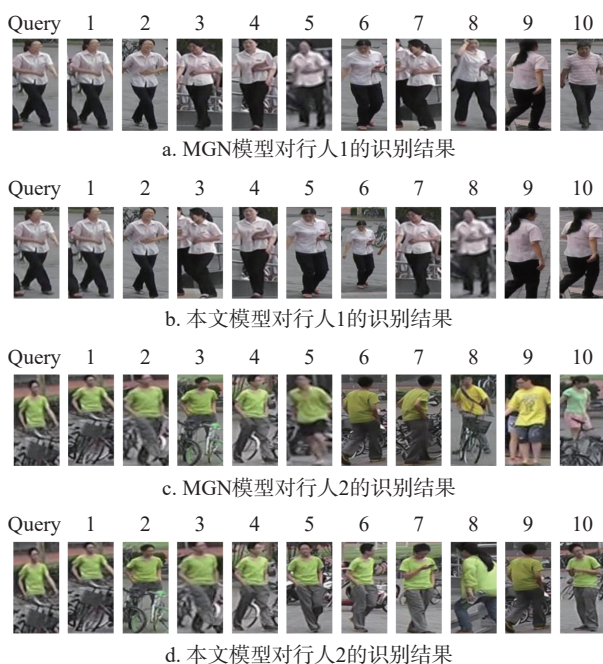 Query 1 2 3 4 5 6 7 8 9 10
a. MGN模型对行人1的识别结果
Query 1 2 3 4 5 6 7 8 9 10
b. 本文模型对行人1的识别结果
Query 1 2 3 4 5 6 7 8 9 10
c. MGN模型对行人2的识别结果
Query 1 2 3 4 5 6 7 8 9 10
d. 本文模型对行人2的识别结果